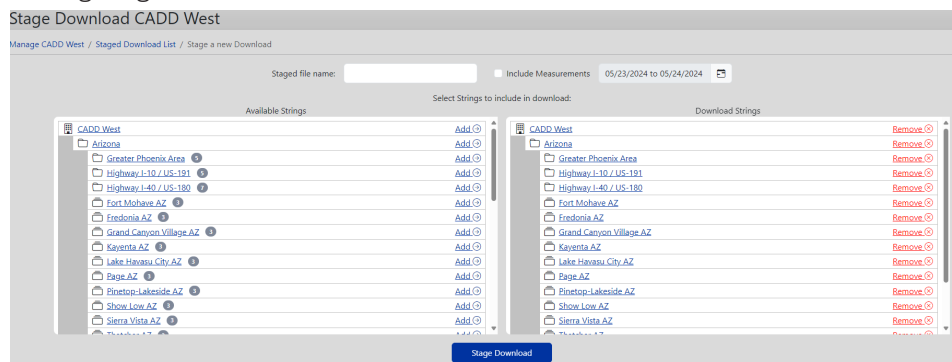 Stage Download CADD West
Manage CADD West / Staged Download List / Stage a new Download
Staged file name: Include Measurements 05/23/2024 to 05/24/2024
Select Strings to include in download:
Available Strings Download Strings
CADD West Add CADD West Remove
Arizona Add Arizona Remove
Greater Phoenix Area 5 Add Greater Phoenix Area Remove
Highway I-10 / US-191 5 Add Highway I-10 / US-191 Remove
Highway I-40 / US-180 7 Add Highway I-40 / US-180 Remove
Fort Mohave AZ 3 Add Fort Mohave AZ Remove
Fredonia AZ 3 Add Fredonia AZ Remove
Grand Canyon Village AZ 3 Add Grand Canyon Village AZ Remove
Kayenta AZ 3 Add Kayenta AZ Remove
Lake Havasu City AZ 3 Add Lake Havasu City AZ Remove
Page AZ 3 Add Page AZ Remove
Pinetop-Lakeside AZ 3 Add Pinetop-Lakeside AZ Remove
Show Low AZ 3 Add Show Low AZ Remove
Sierra Vista AZ 3 Add Sierra Vista AZ Remove
Thatcher AZ Add Thatcher AZ Remove
Stage Download